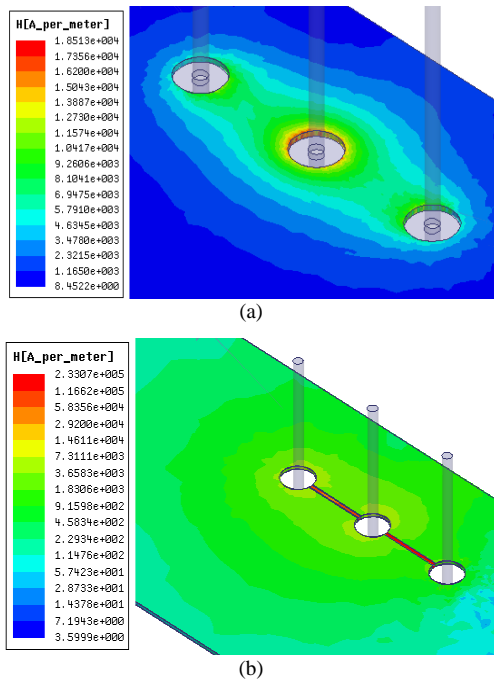 H[A_per_meter]
1.8513e+004
1.7356e+004
1.6200e+004
1.5043e+004
1.3887e+004
1.2730e+004
1.1574e+004
1.0417e+004
9.2606e+003
8.1041e+003
6.9475e+003
5.7910e+003
4.6345e+003
3.4780e+003
2.3215e+003
1.1650e+003
8.4522e+000
(a)
H[A_per_meter]
2.3307e+005
1.1662e+005
5.8356e+004
2.9200e+004
1.4611e+004
7.3111e+003
3.6583e+003
1.8306e+003
9.1598e+002
4.5834e+002
2.2934e+002
1.1476e+002
5.7423e+001
2.8733e+001
1.4378e+001
7.1943e+000
3.5999e+000
(b)